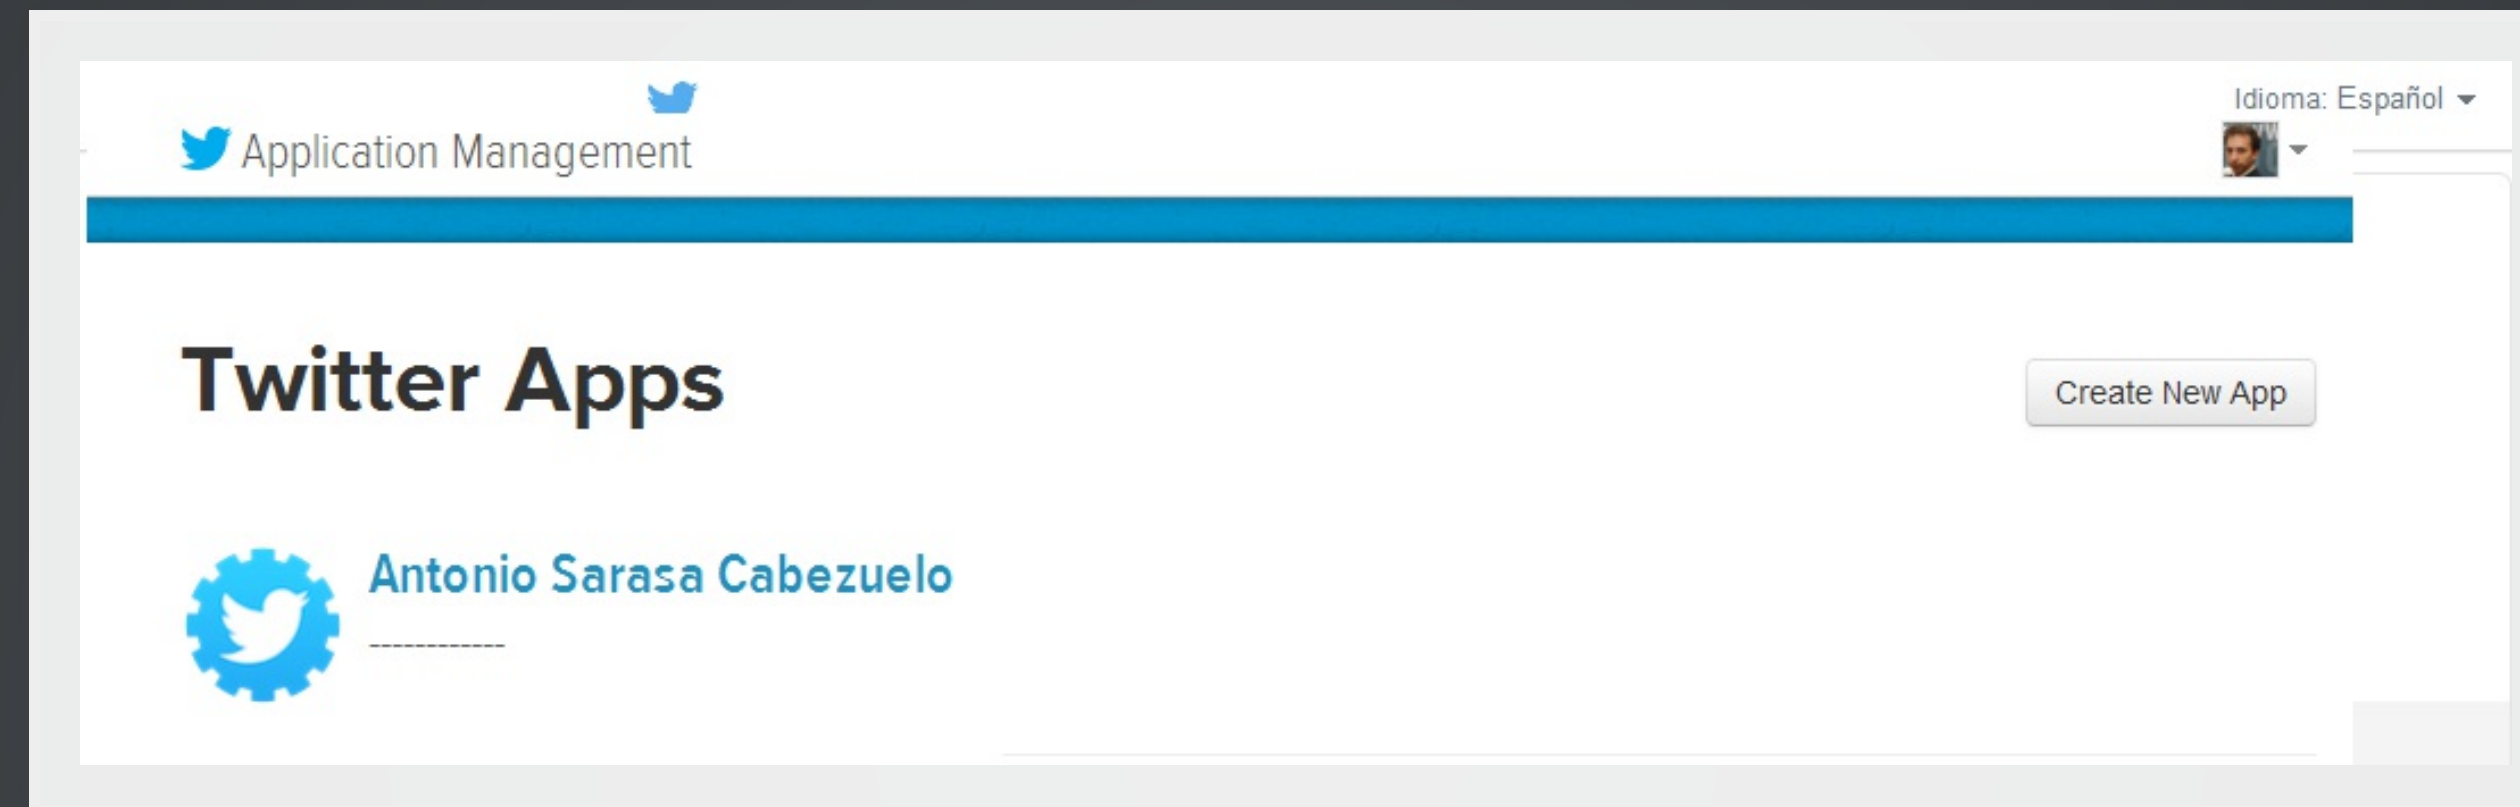 Idioma: Español
Application Management
Twitter Apps
Create New App
Antonio Sarasa Cabezuelo
------------